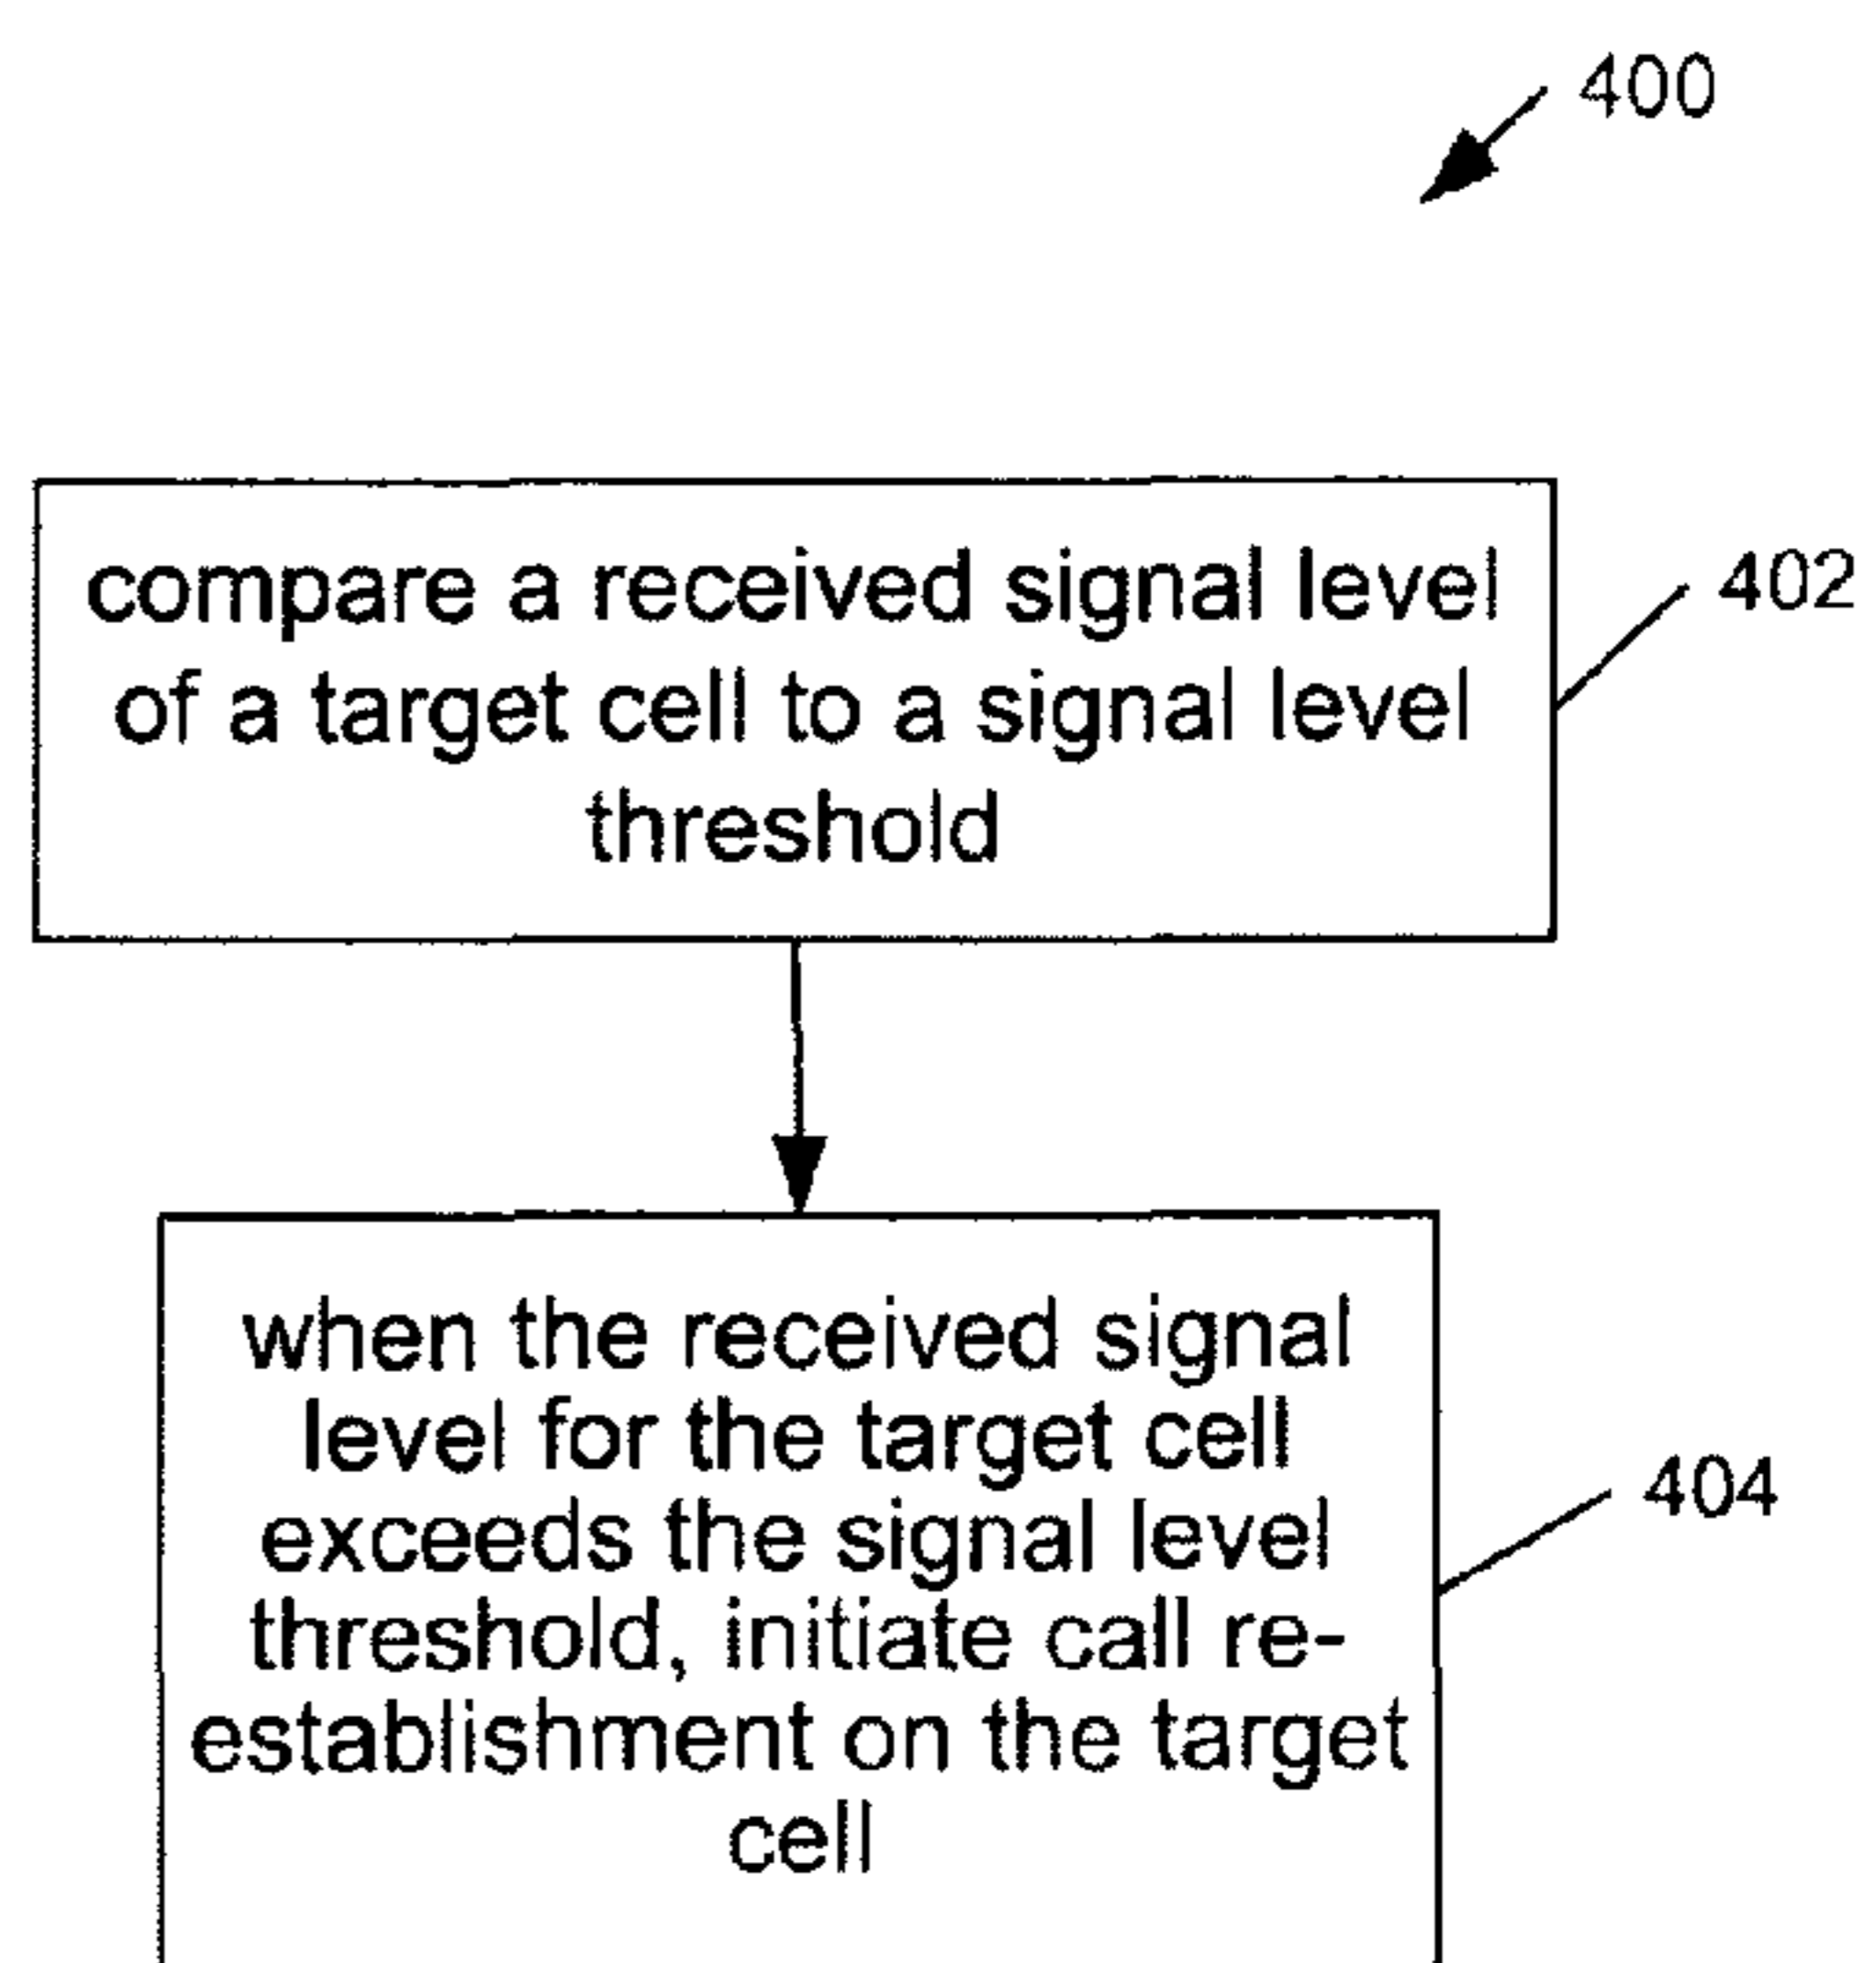 400
compare a received signal level
of a target cell to a signal level
threshold
402
when the received signal
level for the target cell
exceeds the signal level
threshold, initiate call re-
establishment on the target
cell
404